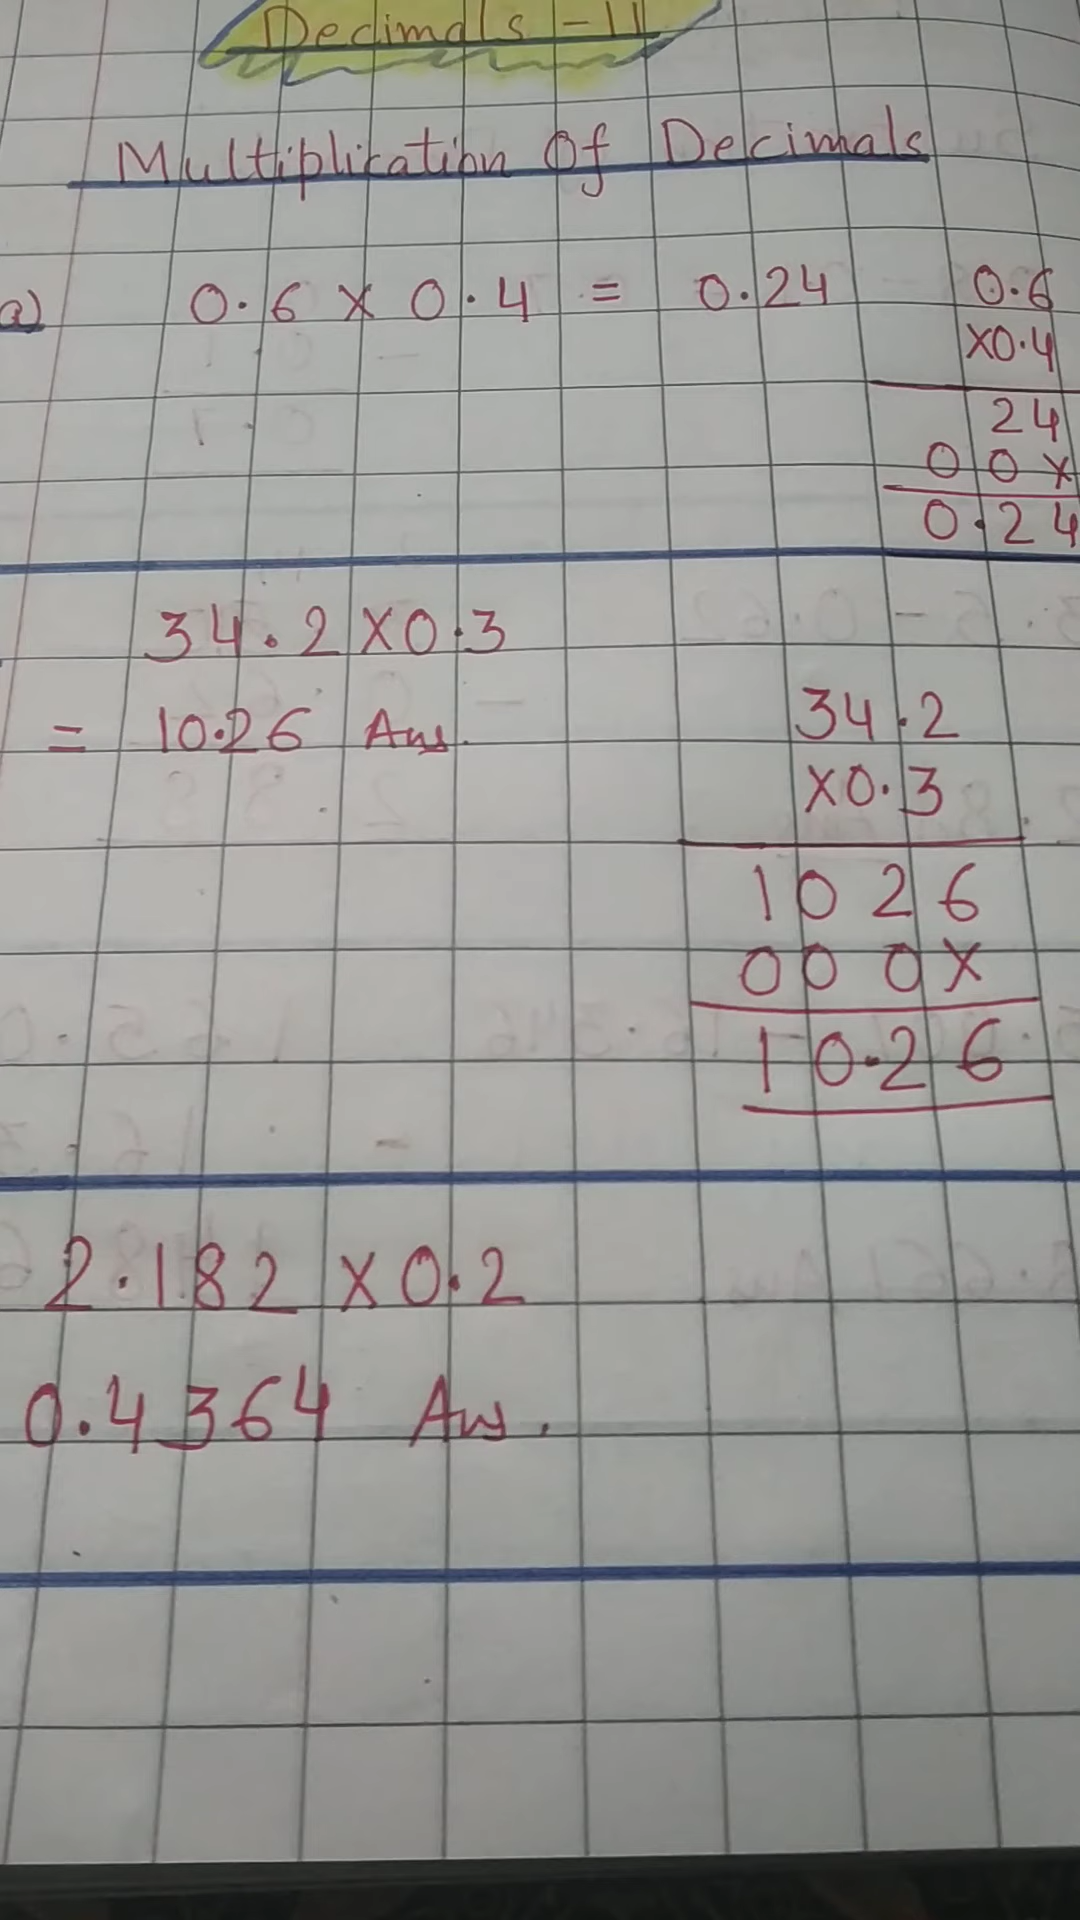 Decimals - II
Multiplication Of Decimals
a) 0.6 x 0.4 = 0.24
0.6
x0.4
24
00x
0.24
34.2 x 0.3
= 10.26 Ans.
34.2
x0.3
1026
000x
10.26
2.182 x 0.2
0.4364 Ans.